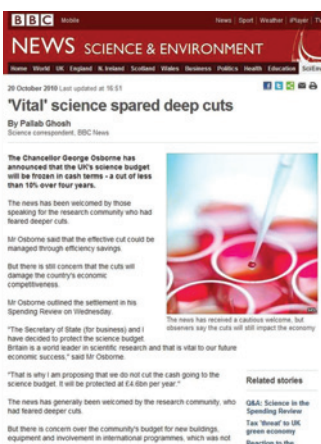 BBC Mobile News Sport Weather iPlayer
NEWS SCIENCE & ENVIRONMENT
Home World UK England N. Ireland Scotland Wales Business Politics Health Education
20 October 2010 Last updated at 16:51
'Vital' science spared deep cuts
By Pallab Ghosh
Science correspondent, BBC News
The Chancellor George Osborne has
announced that the UK's science budget
will be frozen in cash terms - a cut of less
than 10% over four years.
The news has been welcomed by those
speaking for the research community who had
feared deeper cuts.
Mr Osborne said that the effective cut could be
managed through efficiency savings.
But there is still concern that the cuts will
damage the country's economic
competitiveness.
Mr Osborne outlined the settlement in his
Spending Review on Wednesday.
The news has received a cautious welcome, but
observers say the cuts will still impact the economy
"The Secretary of State (for business) and I
have decided to protect the science budget.
Britain is a world leader in scientific research and that is vital to our future
economic success." said Mr Osborne.
"That is why I am proposing that we do not cut the cash going to the
science budget. It will be protected at £4.6bn per year."
The news has generally been welcomed by the research community, who
had feared deeper cuts.
But there is concern over the community's budget for new buildings,
equipment and involvement in international programmes, which was not
Related stories
Q&A: Science in the
Spending Review
Tax 'threat' to UK
green economy
Reaction to the